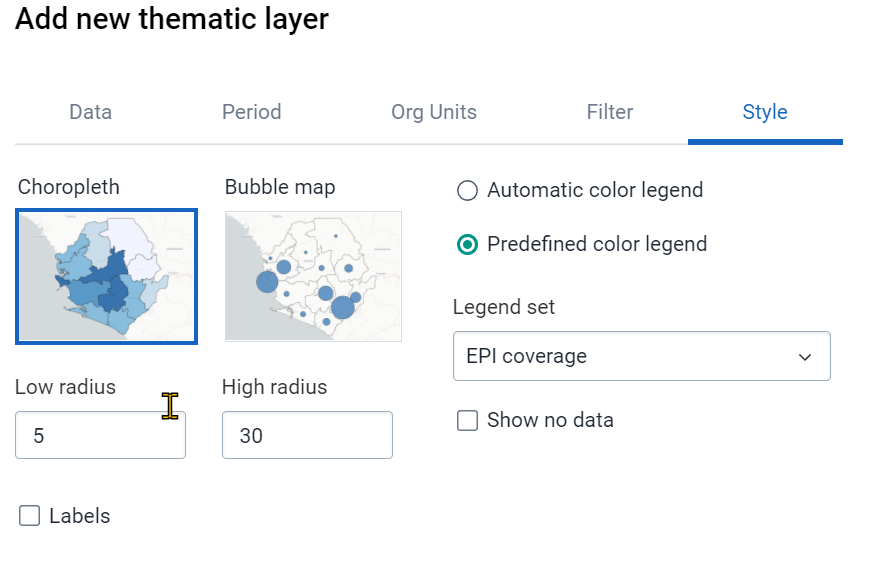 Add new thematic layer
Data Period Org Units Filter Style
Choropleth
Bubble map
Low radius
5
High radius
30
Labels
Automatic color legend
Predefined color legend
Legend set
EPI coverage
Show no data